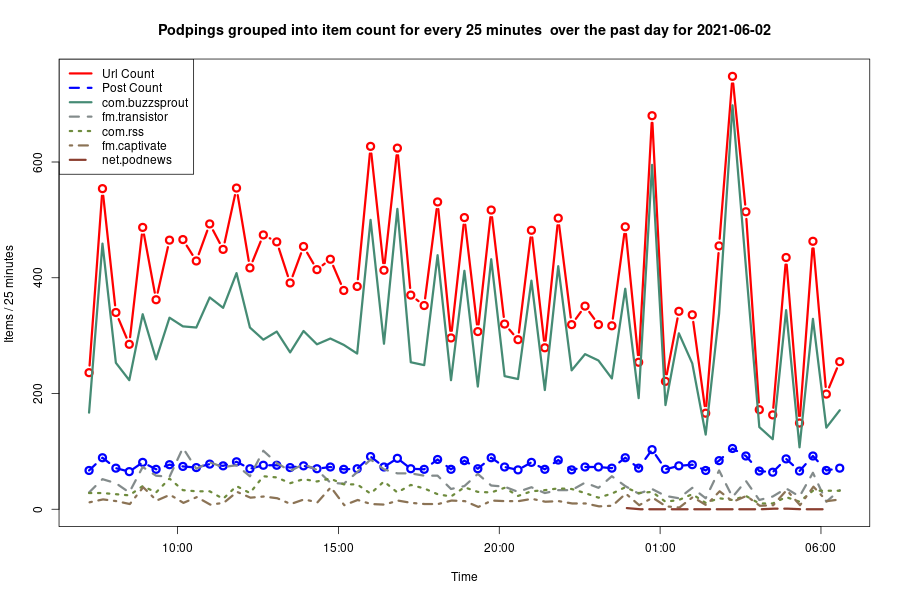 Podpings grouped into item count for every 25 minutes  over the past day for 2021-06-02
Url Count
Post Count
com.buzzsprout
fm.transistor
com.rss
fm.captivate
net.podnews
Items / 25 minutes
600
400
200
0
10:00 15:00 20:00 01:00 06:00
Time